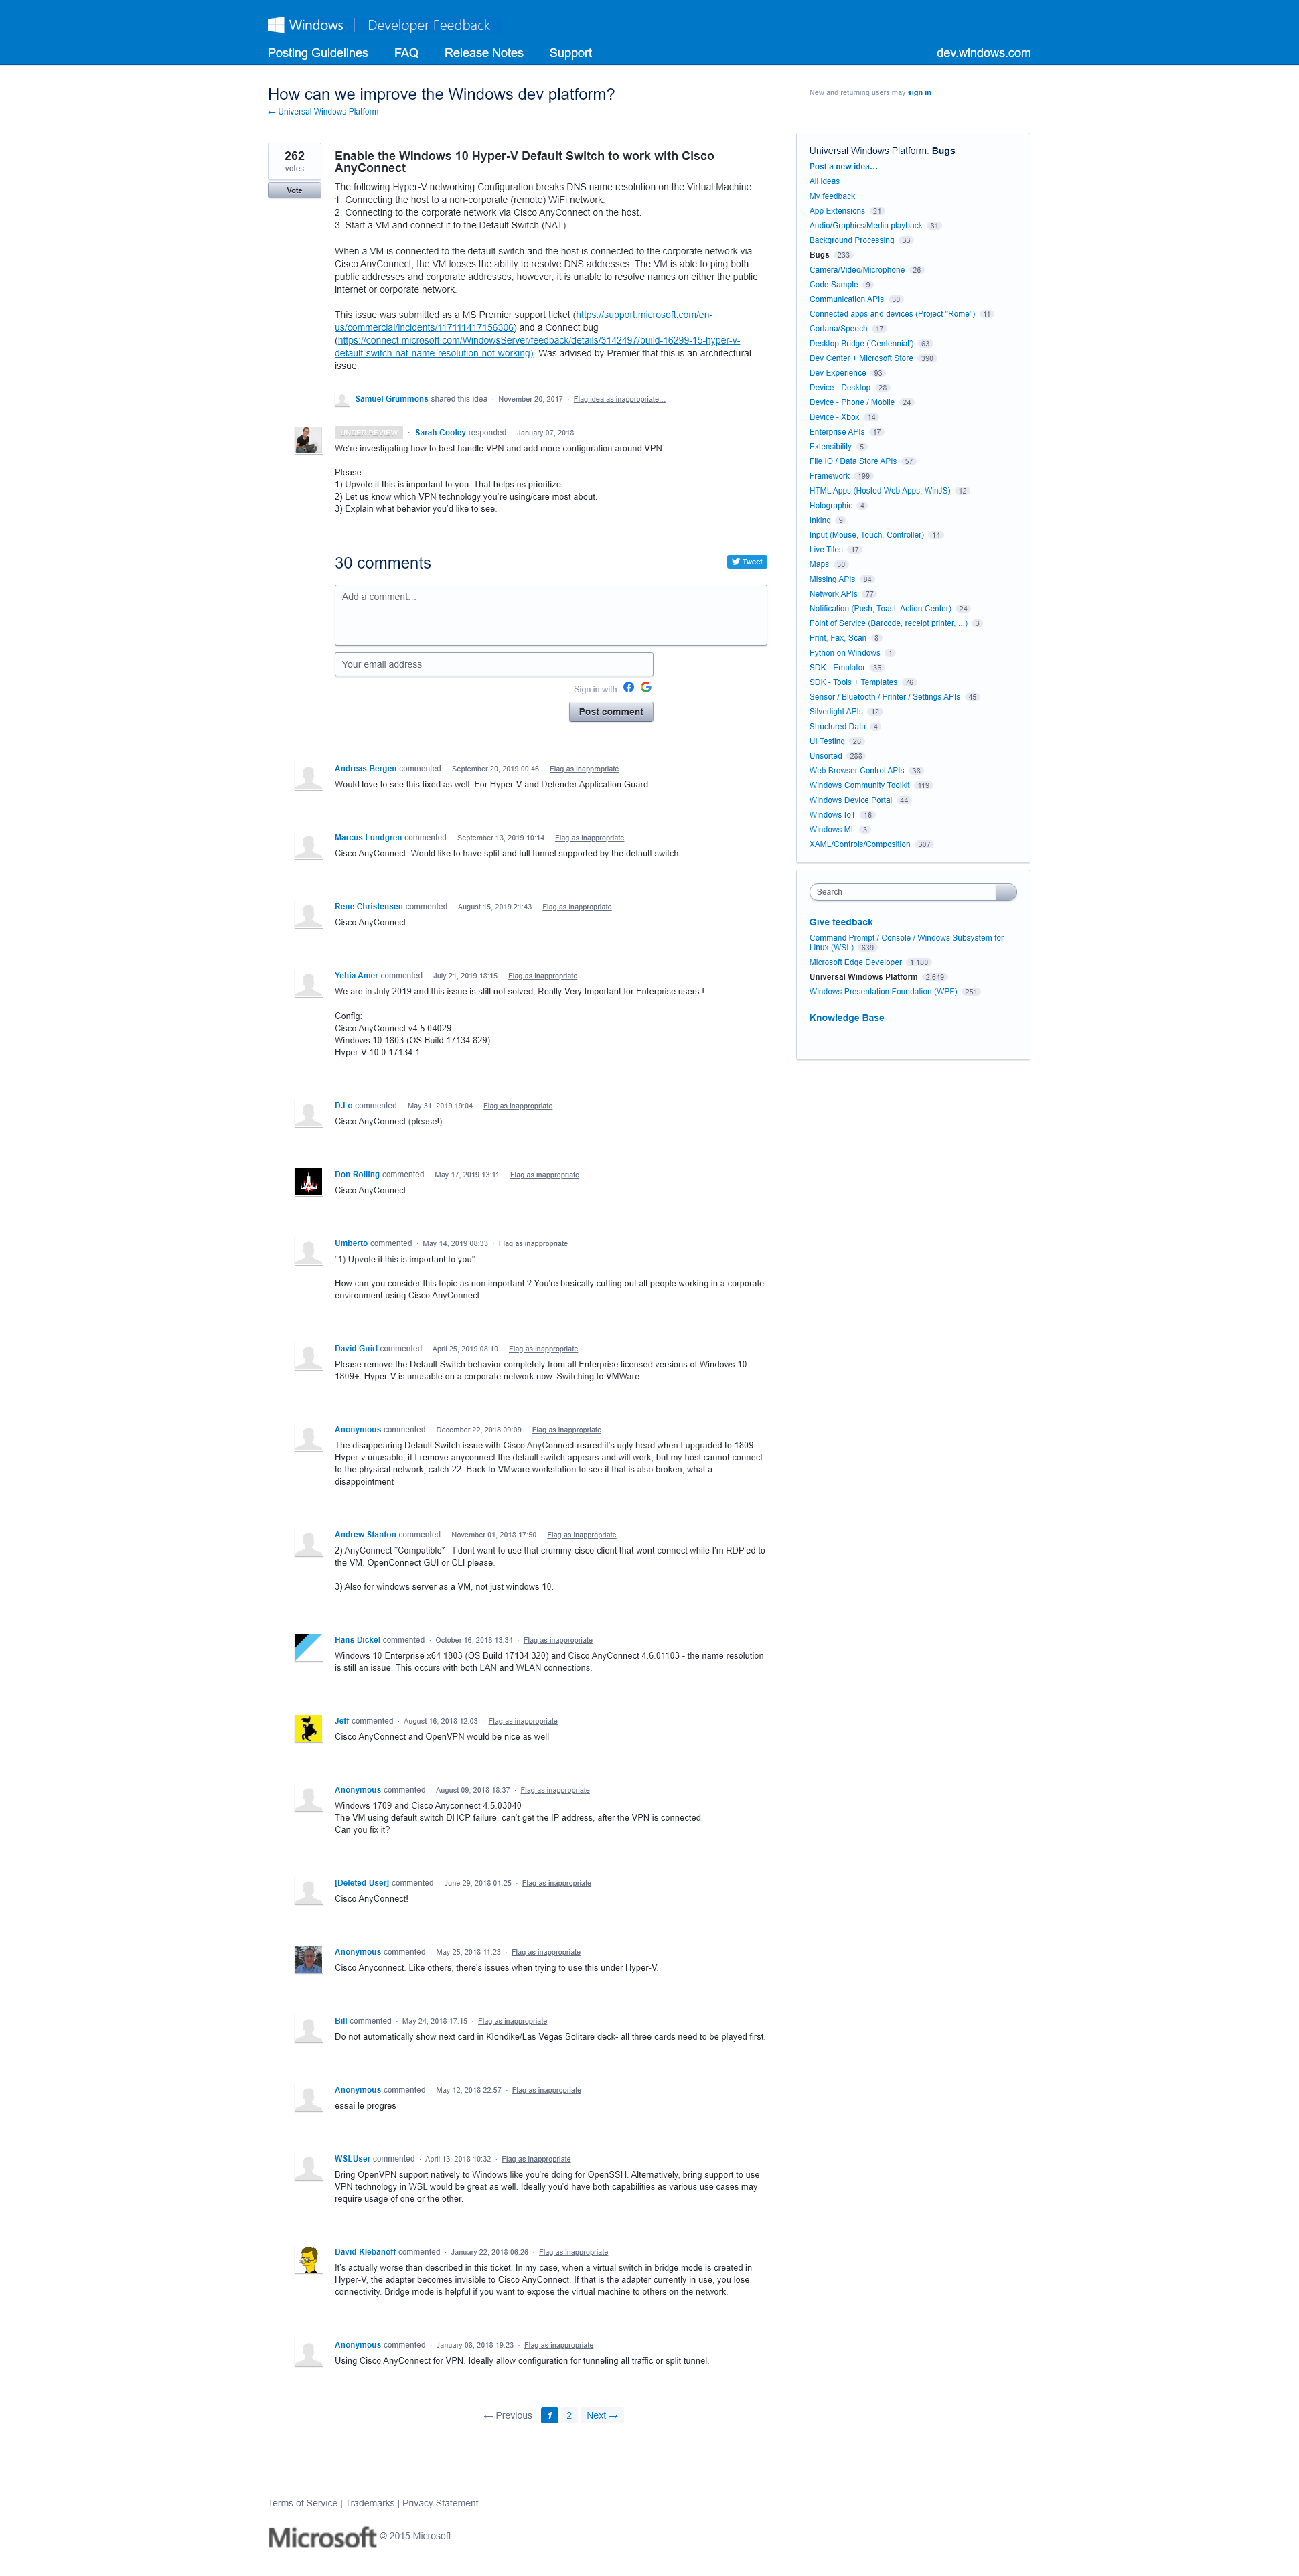 Windows | Developer Feedback
Posting Guidelines FAQ Release Notes Support dev.windows.com
How can we improve the Windows dev platform?
← Universal Windows Platform
New and returning users may sign in
262
votes
Vote
Enable the Windows 10 Hyper-V Default Switch to work with Cisco
AnyConnect
The following Hyper-V networking Configuration breaks DNS name resolution on the Virtual Machine:
1. Connecting the host to a non-corporate (remote) WiFi network.
2. Connecting to the corporate network via Cisco AnyConnect on the host.
3. Start a VM and connect it to the Default Switch (NAT)
When a VM is connected to the default switch and the host is connected to the corporate network via
Cisco AnyConnect, the VM looses the ability to resolve DNS addresses. The VM is able to ping both
public addresses and corporate addresses; however, it is unable to resolve names on either the public
internet or corporate network.
This issue was submitted as a MS Premier support ticket (https://support.microsoft.com/en-
us/commercial/incidents/117111417156306) and a Connect bug
(https://connect.microsoft.com/WindowsServer/feedback/details/3142497/build-16299-15-hyper-v-
default-switch-nat-name-resolution-not-working). Was advised by Premier that this is an architectural
issue.
Samuel Grummons shared this idea · November 20, 2017 · Flag idea as inappropriate…
UNDER REVIEW · Sarah Cooley responded · January 07, 2018
We're investigating how to best handle VPN and add more configuration around VPN.
Please:
1) Upvote if this is important to you. That helps us prioritize.
2) Let us know which VPN technology you're using/care most about.
3) Explain what behavior you'd like to see.
30 comments
Tweet
Add a comment…
Your email address
Sign in with:
Post comment
Andreas Bergen commented · September 20, 2019 00:46 · Flag as inappropriate
Would love to see this fixed as well. For Hyper-V and Defender Application Guard.
Marcus Lundgren commented · September 13, 2019 10:14 · Flag as inappropriate
Cisco AnyConnect. Would like to have split and full tunnel supported by the default switch.
Rene Christensen commented · August 15, 2019 21:43 · Flag as inappropriate
Cisco AnyConnect.
Yehia Amer commented · July 21, 2019 18:15 · Flag as inappropriate
We are in July 2019 and this issue is still not solved, Really Very Important for Enterprise users !
Config:
Cisco AnyConnect v4.5.04029
Windows 10 1803 (OS Build 17134.829)
Hyper-V 10.0.17134.1
D.Lo commented · May 31, 2019 19:04 · Flag as inappropriate
Cisco AnyConnect (please!)
Don Rolling commented · May 17, 2019 13:11 · Flag as inappropriate
Cisco AnyConnect.
Umberto commented · May 14, 2019 08:33 · Flag as inappropriate
"1) Upvote if this is important to you"
How can you consider this topic as non important ? You're basically cutting out all people working in a corporate
environment using Cisco AnyConnect.
David Guirl commented · April 25, 2019 08:10 · Flag as inappropriate
Please remove the Default Switch behavior completely from all Enterprise licensed versions of Windows 10
1809+. Hyper-V is unusable on a corporate network now. Switching to VMWare.
Anonymous commented · December 22, 2018 09:09 · Flag as inappropriate
The disappearing Default Switch issue with Cisco AnyConnect reared it's ugly head when I upgraded to 1809.
Hyper-v unusable, if I remove anyconnect the default switch appears and will work, but my host cannot connect
to the physical network, catch-22. Back to VMware workstation to see if that is also broken, what a
disappointment
Andrew Stanton commented · November 01, 2018 17:50 · Flag as inappropriate
2) AnyConnect *Compatible* - I dont want to use that crummy cisco client that wont connect while I'm RDP'ed to
the VM. OpenConnect GUI or CLI please.
3) Also for windows server as a VM, not just windows 10.
Hans Dickel commented · October 16, 2018 13:34 · Flag as inappropriate
Windows 10 Enterprise x64 1803 (OS Build 17134.320) and Cisco AnyConnect 4.6.01103 - the name resolution
is still an issue. This occurs with both LAN and WLAN connections.
Jeff commented · August 16, 2018 12:03 · Flag as inappropriate
Cisco AnyConnect and OpenVPN would be nice as well
Anonymous commented · August 09, 2018 18:37 · Flag as inappropriate
Windows 1709 and Cisco Anyconnect 4.5.03040
The VM using default switch DHCP failure, can't get the IP address, after the VPN is connected.
Can you fix it?
[Deleted User] commented · June 29, 2018 01:25 · Flag as inappropriate
Cisco AnyConnect!
Anonymous commented · May 25, 2018 11:23 · Flag as inappropriate
Cisco Anyconnect. Like others, there's issues when trying to use this under Hyper-V.
Bill commented · May 24, 2018 17:15 · Flag as inappropriate
Do not automatically show next card in Klondike/Las Vegas Solitare deck- all three cards need to be played first.
Anonymous commented · May 12, 2018 22:57 · Flag as inappropriate
essai le progres
WSLUser commented · April 13, 2018 10:32 · Flag as inappropriate
Bring OpenVPN support natively to Windows like you're doing for OpenSSH. Alternatively, bring support to use
VPN technology in WSL would be great as well. Ideally you'd have both capabilities as various use cases may
require usage of one or the other.
David Klebanoff commented · January 22, 2018 06:26 · Flag as inappropriate
It's actually worse than described in this ticket. In my case, when a virtual switch in bridge mode is created in
Hyper-V, the adapter becomes invisible to Cisco AnyConnect. If that is the adapter currently in use, you lose
connectivity. Bridge mode is helpful if you want to expose the virtual machine to others on the network.
Anonymous commented · January 08, 2018 19:23 · Flag as inappropriate
Using Cisco AnyConnect for VPN. Ideally allow configuration for tunneling all traffic or split tunnel.
← Previous 1 2 Next →
Universal Windows Platform: Bugs
Post a new idea…
All ideas
My feedback
App Extensions 21
Audio/Graphics/Media playback 81
Background Processing 33
Bugs 233
Camera/Video/Microphone 26
Code Sample 9
Communication APIs 30
Connected apps and devices (Project "Rome") 11
Cortana/Speech 17
Desktop Bridge ('Centennial') 63
Dev Center + Microsoft Store 390
Dev Experience 93
Device - Desktop 28
Device - Phone / Mobile 24
Device - Xbox 14
Enterprise APIs 17
Extensibility 5
File IO / Data Store APIs 57
Framework 199
HTML Apps (Hosted Web Apps, WinJS) 12
Holographic 4
Inking 9
Input (Mouse, Touch, Controller) 14
Live Tiles 17
Maps 30
Missing APIs 84
Network APIs 77
Notification (Push, Toast, Action Center) 24
Point of Service (Barcode, receipt printer, ...) 3
Print, Fax, Scan 8
Python on Windows 1
SDK - Emulator 36
SDK - Tools + Templates 76
Sensor / Bluetooth / Printer / Settings APIs 45
Silverlight APIs 12
Structured Data 4
UI Testing 26
Unsorted 288
Web Browser Control APIs 38
Windows Community Toolkit 119
Windows Device Portal 44
Windows IoT 16
Windows ML 3
XAML/Controls/Composition 307
Search
Give feedback
Command Prompt / Console / Windows Subsystem for
Linux (WSL) 639
Microsoft Edge Developer 1,180
Universal Windows Platform 2,649
Windows Presentation Foundation (WPF) 251
Knowledge Base
Terms of Service | Trademarks | Privacy Statement
Microsoft © 2015 Microsoft